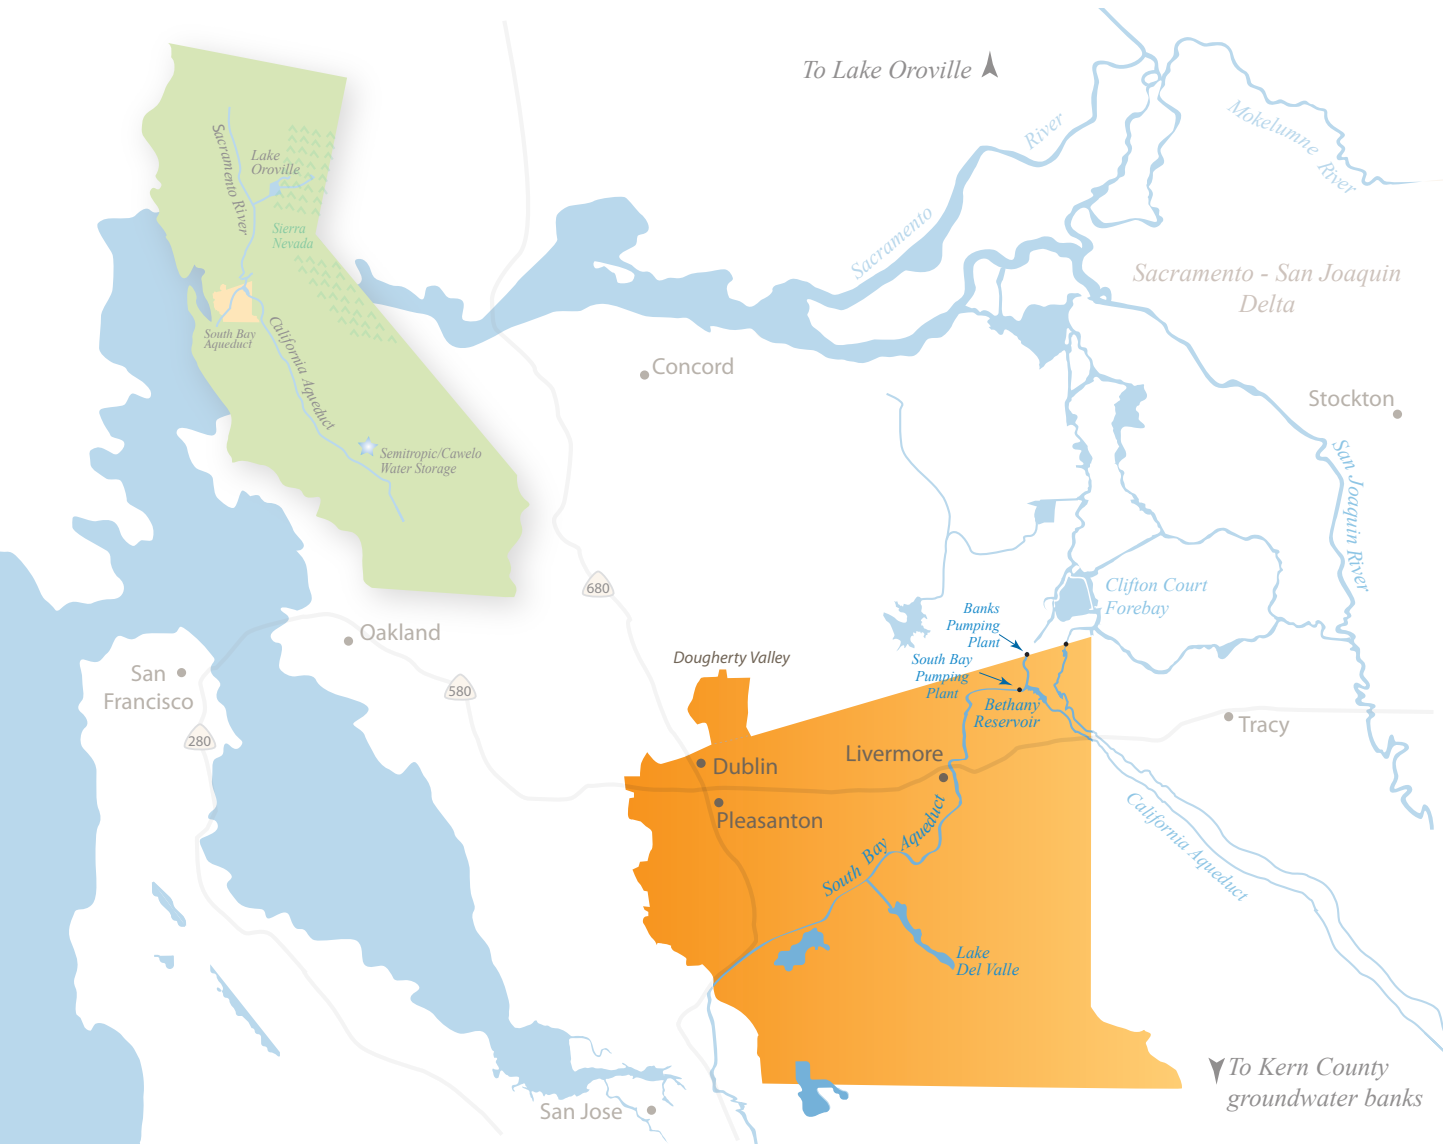 To Lake Oroville
Sacramento River
Lake
Oroville
Sierra
Nevada
South Bay
Aqueduct
California Aqueduct
Semitropic/Cawelo
Water Storage
Sacramento River
Mokelumne River
Sacramento - San Joaquin
Delta
Concord
Stockton
San Joaquin River
680
Clifton Court
Forebay
Banks
Pumping
Plant
Oakland
San
Francisco
580
280
Dougherty Valley
South Bay
Pumping
Plant
Bethany
Reservoir
Tracy
Livermore
Dublin
Pleasanton
South Bay Aqueduct
California Aqueduct
Lake
Del Valle
San Jose
To Kern County
groundwater banks